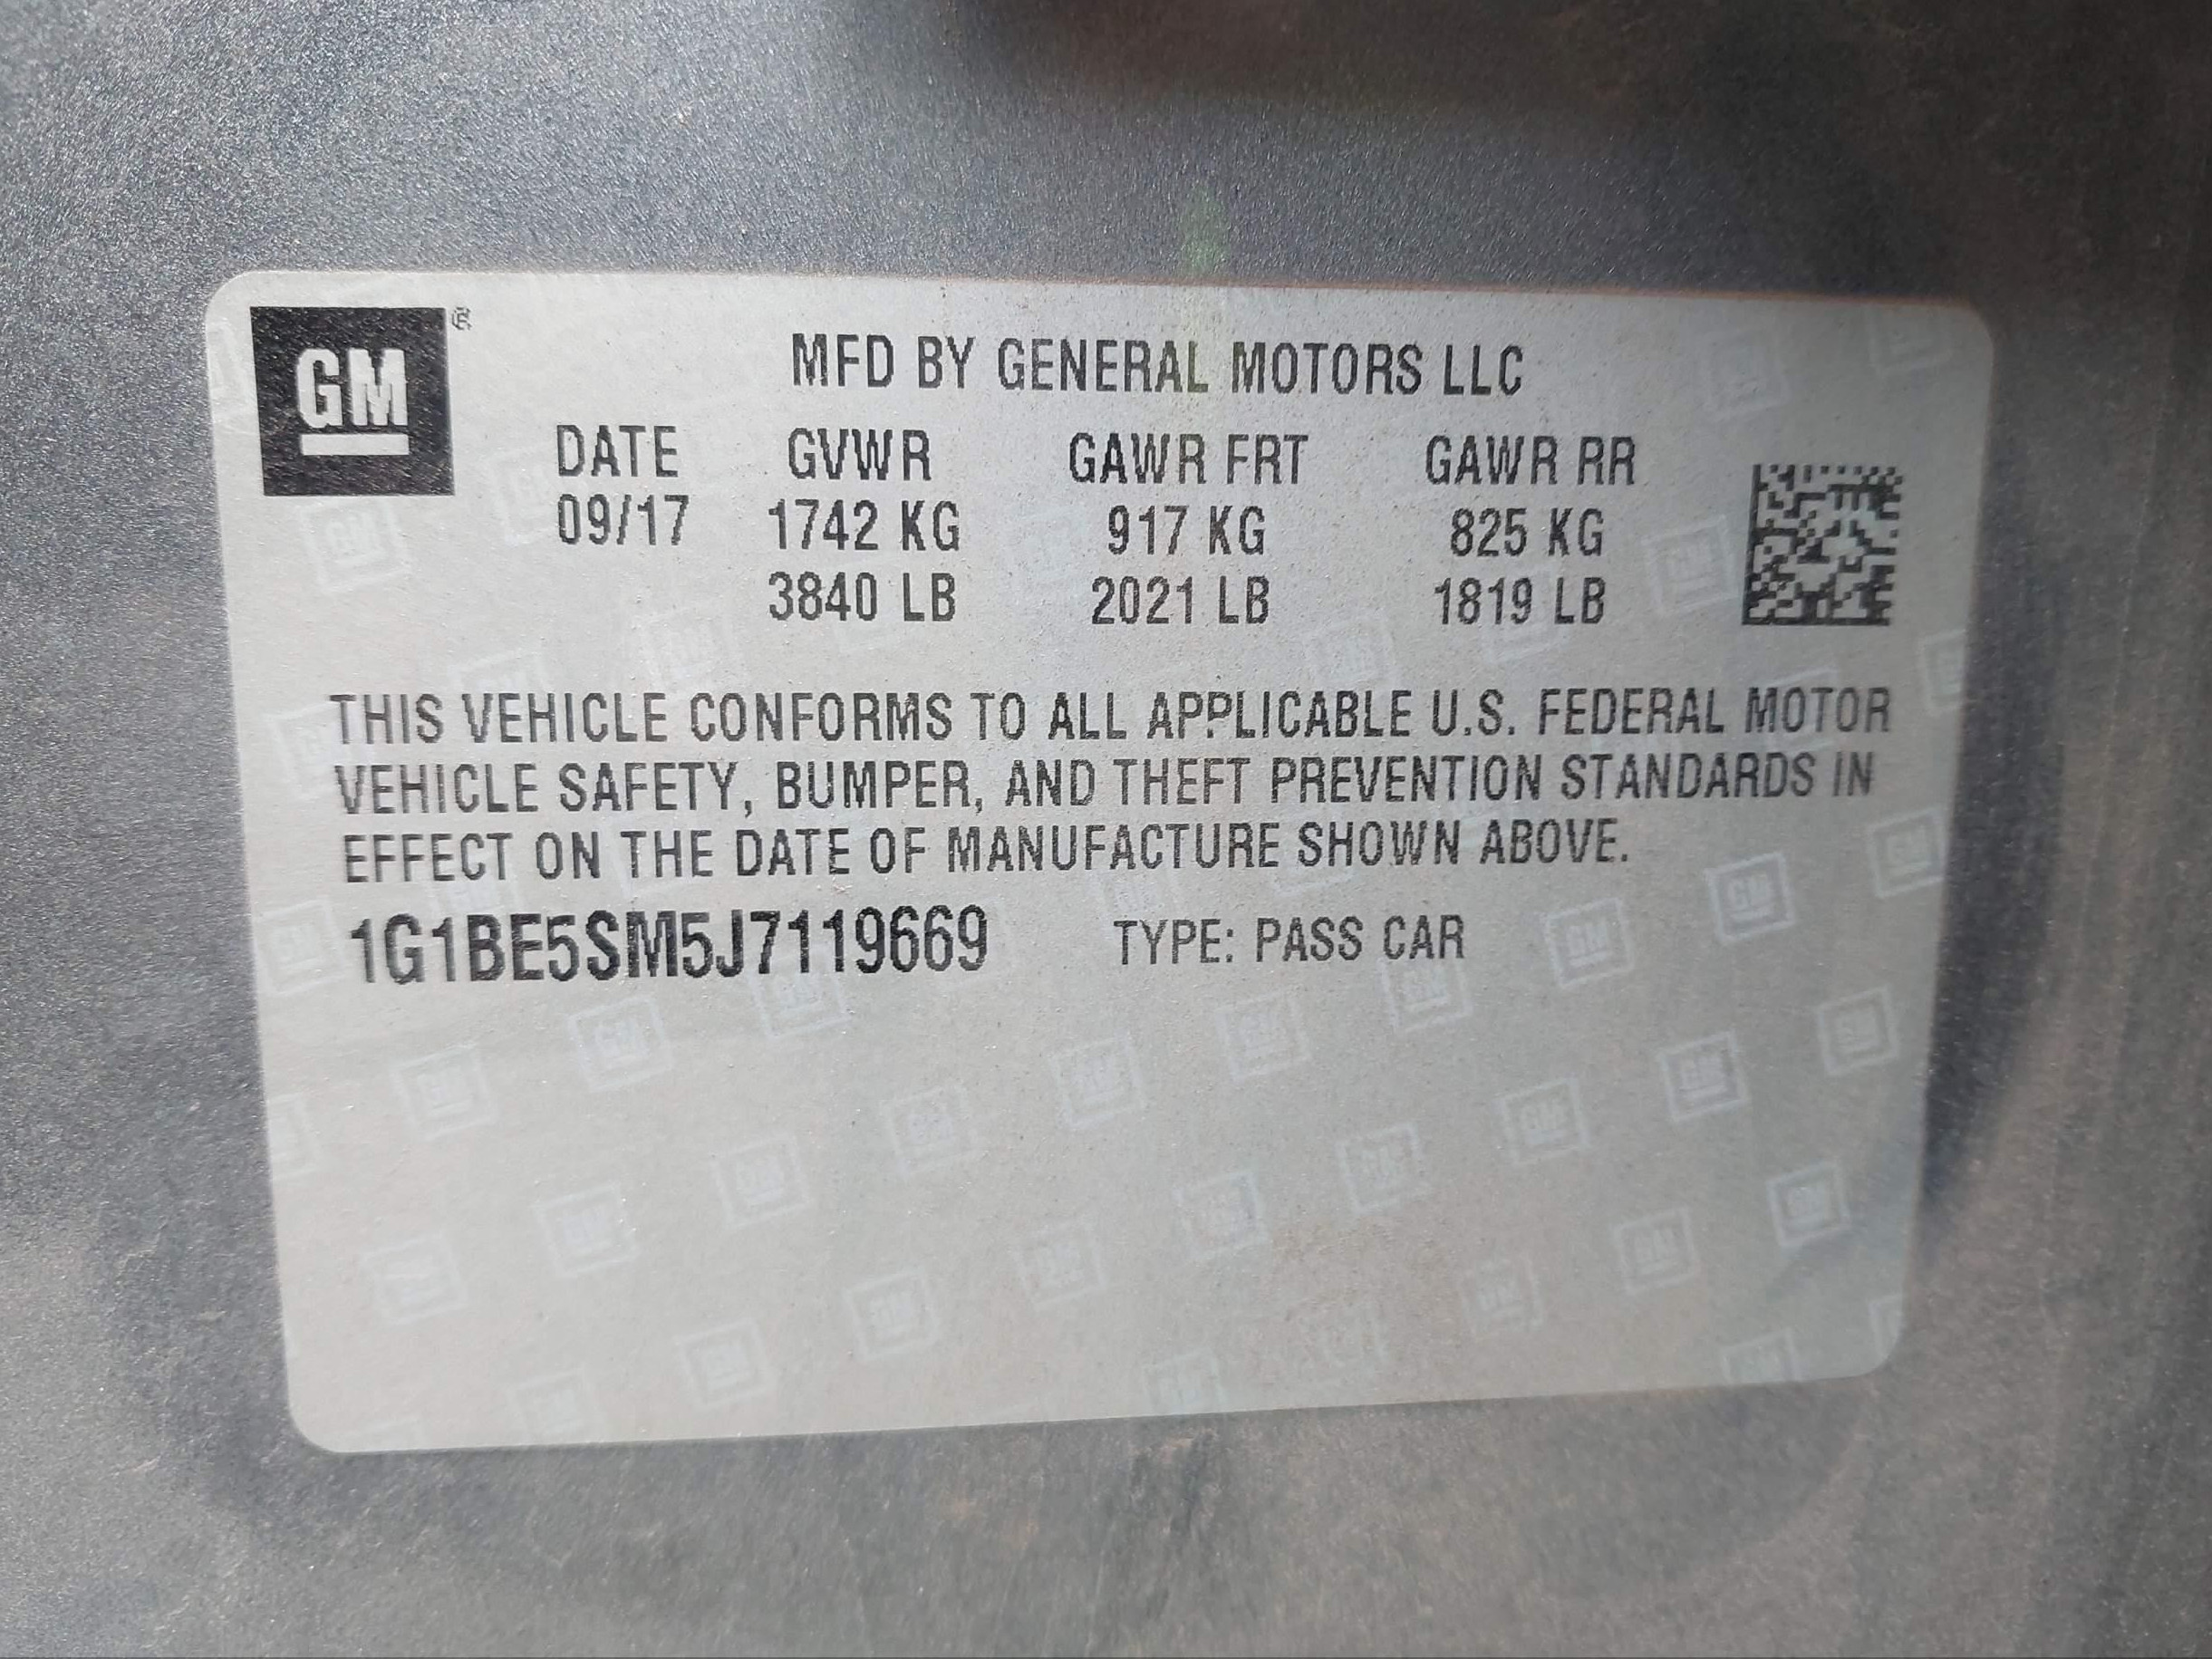 GM ®
MFD BY GENERAL MOTORS LLC
DATE GVWR GAWR FRT GAWR RR
09/17 1742 KG 917 KG 825 KG
3840 LB 2021 LB 1819 LB
THIS VEHICLE CONFORMS TO ALL APPLICABLE U.S. FEDERAL MOTOR
VEHICLE SAFETY, BUMPER, AND THEFT PREVENTION STANDARDS IN
EFFECT ON THE DATE OF MANUFACTURE SHOWN ABOVE.
1G1BE5SM5J7119669 TYPE: PASS CAR